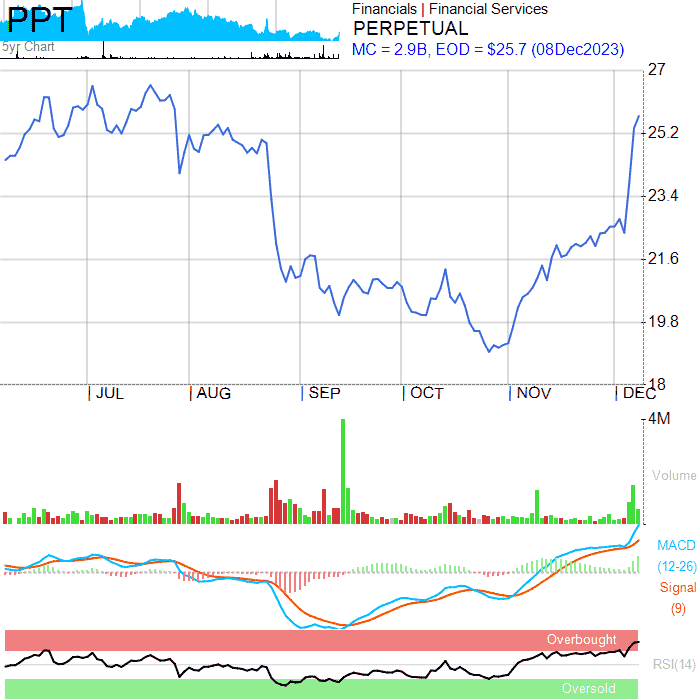 PPT
5yr Chart
Financials | Financial Services
PERPETUAL
MC = 2.9B, EOD = $25.7 (08Dec2023)
27
25.2
23.4
21.6
19.8
18
JUL AUG SEP OCT NOV DEC
4M
Volume
MACD
(12-26)
Signal
(9)
Overbought
RSI(14)
Oversold